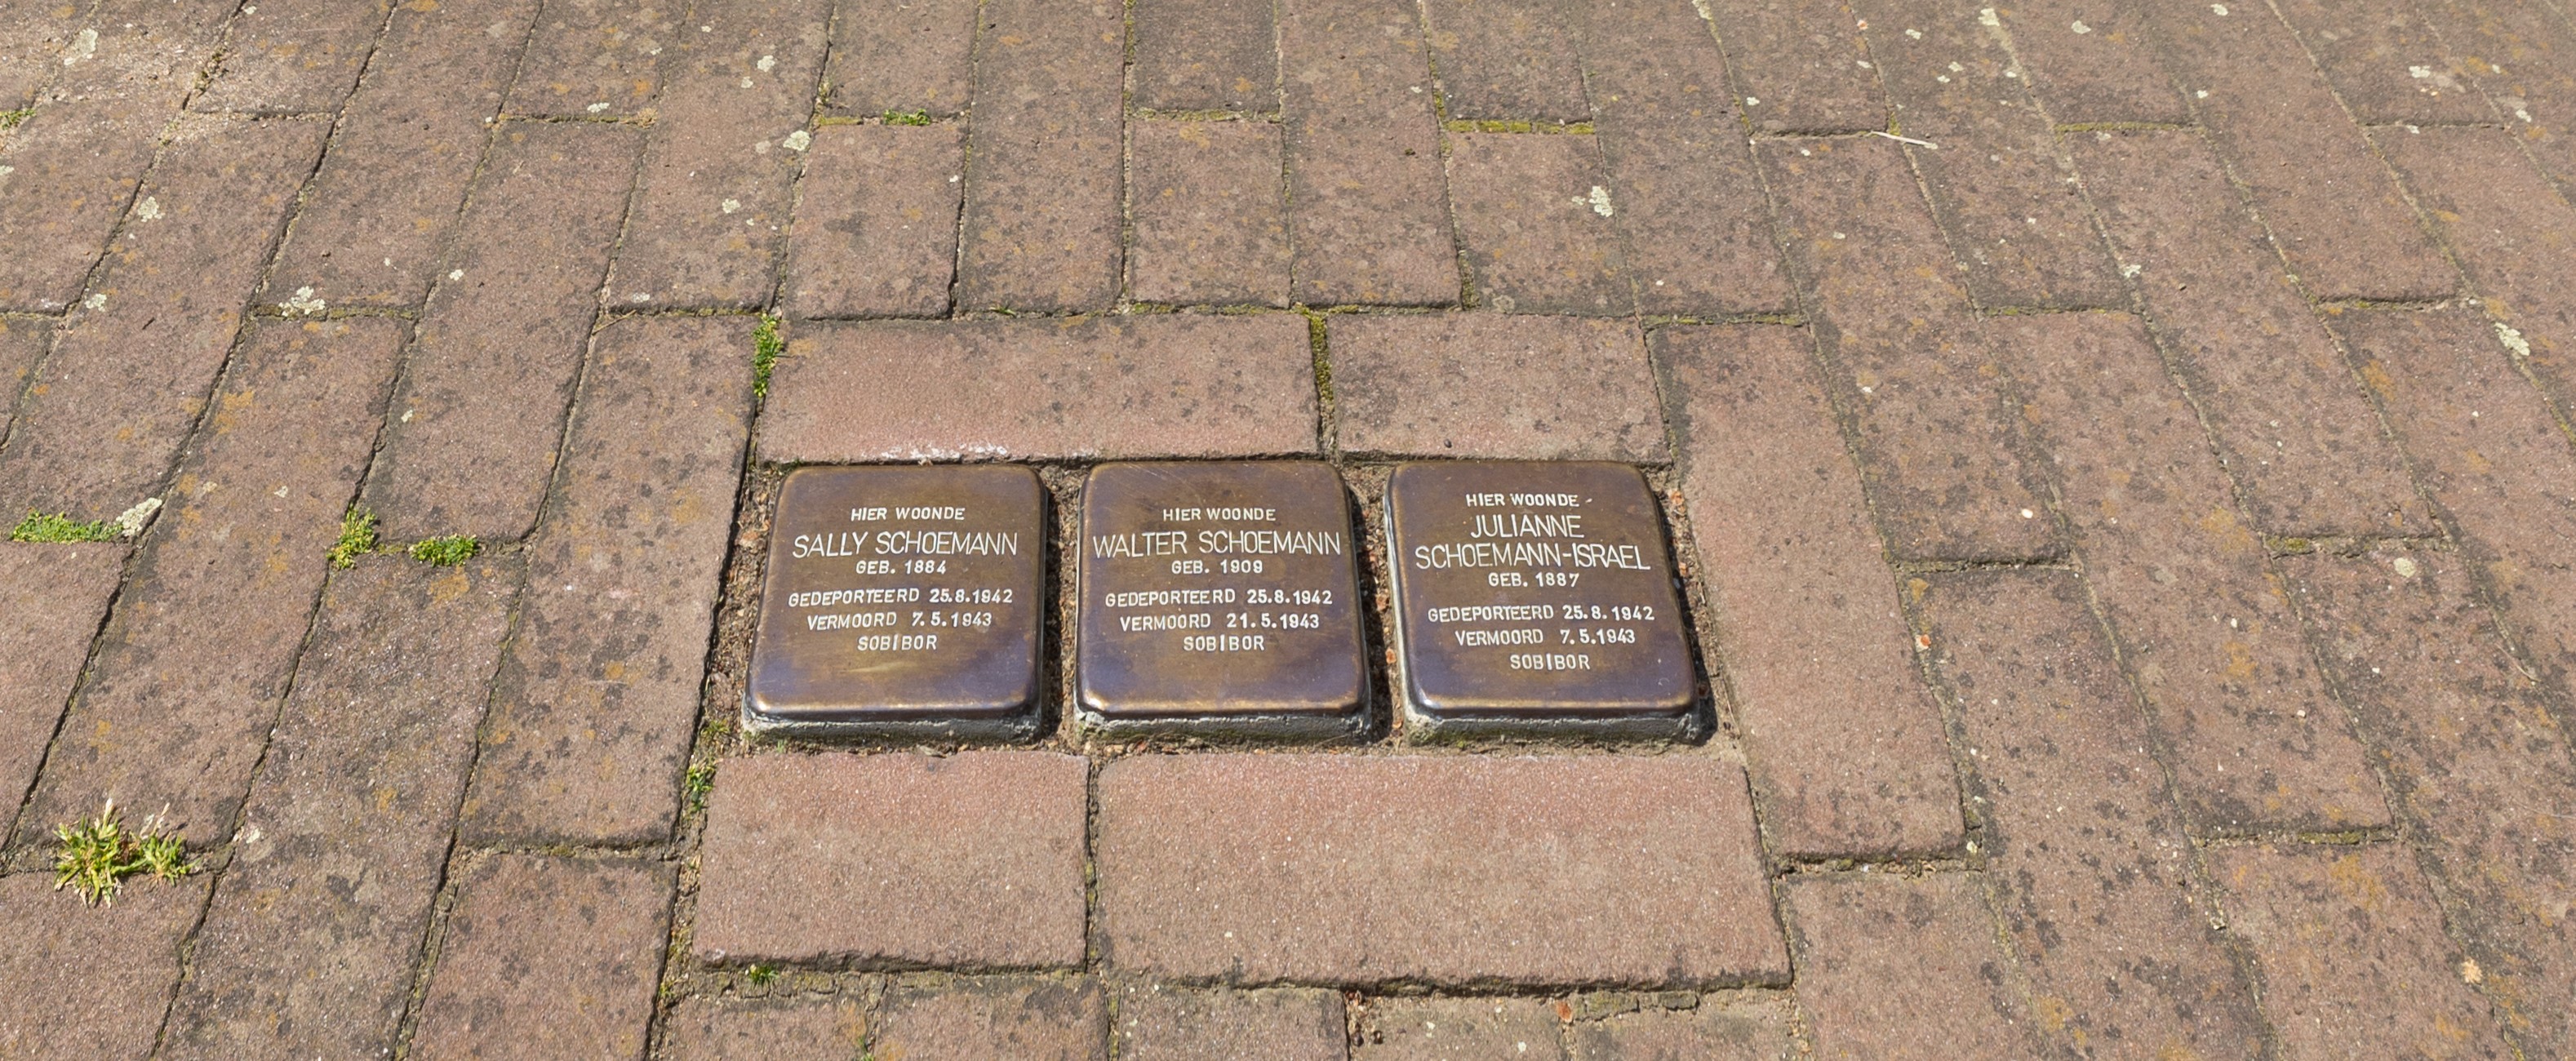 HIER WOONDE
SALLY SCHOEMANN
GEB. 1884
GEDEPORTEERD 25.8.1942
VERMOORD 7.5.1943
SOBIBOR
HIER WOONDE
WALTER SCHOEMANN
GEB. 1909
GEDEPORTEERD 25.8.1942
VERMOORD 21.5.1943
SOBIBOR
HIER WOONDE
JULIANNE
SCHOEMANN-ISRAEL
GEB. 1887
GEDEPORTEERD 25.8.1942
VERMOORD 7.5.1943
SOBIBOR